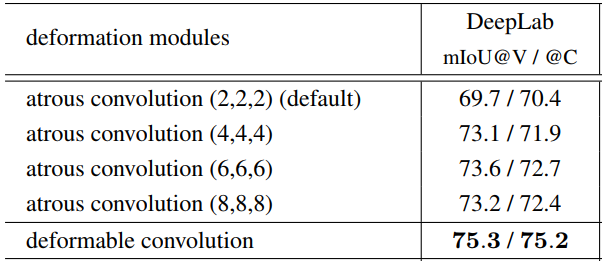 deformation modules
DeepLab
mIoU@V / @C
atrous convolution (2,2,2) (default) 69.7 / 70.4
atrous convolution (4,4,4) 73.1 / 71.9
atrous convolution (6,6,6) 73.6 / 72.7
atrous convolution (8,8,8) 73.2 / 72.4
deformable convolution 75.3 / 75.2